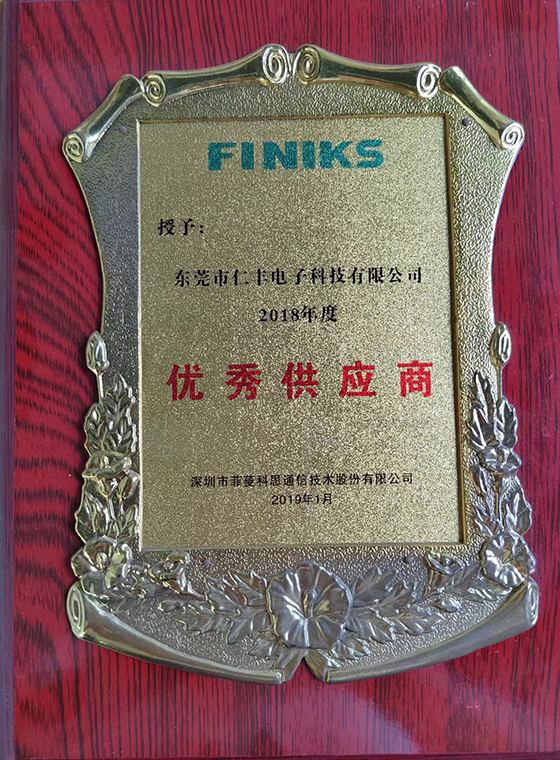 FINIKS
授予：
东莞市仁丰电子科技有限公司
2018年度
优秀供应商
深圳市菲菱科思通信技术股份有限公司
2019年1月